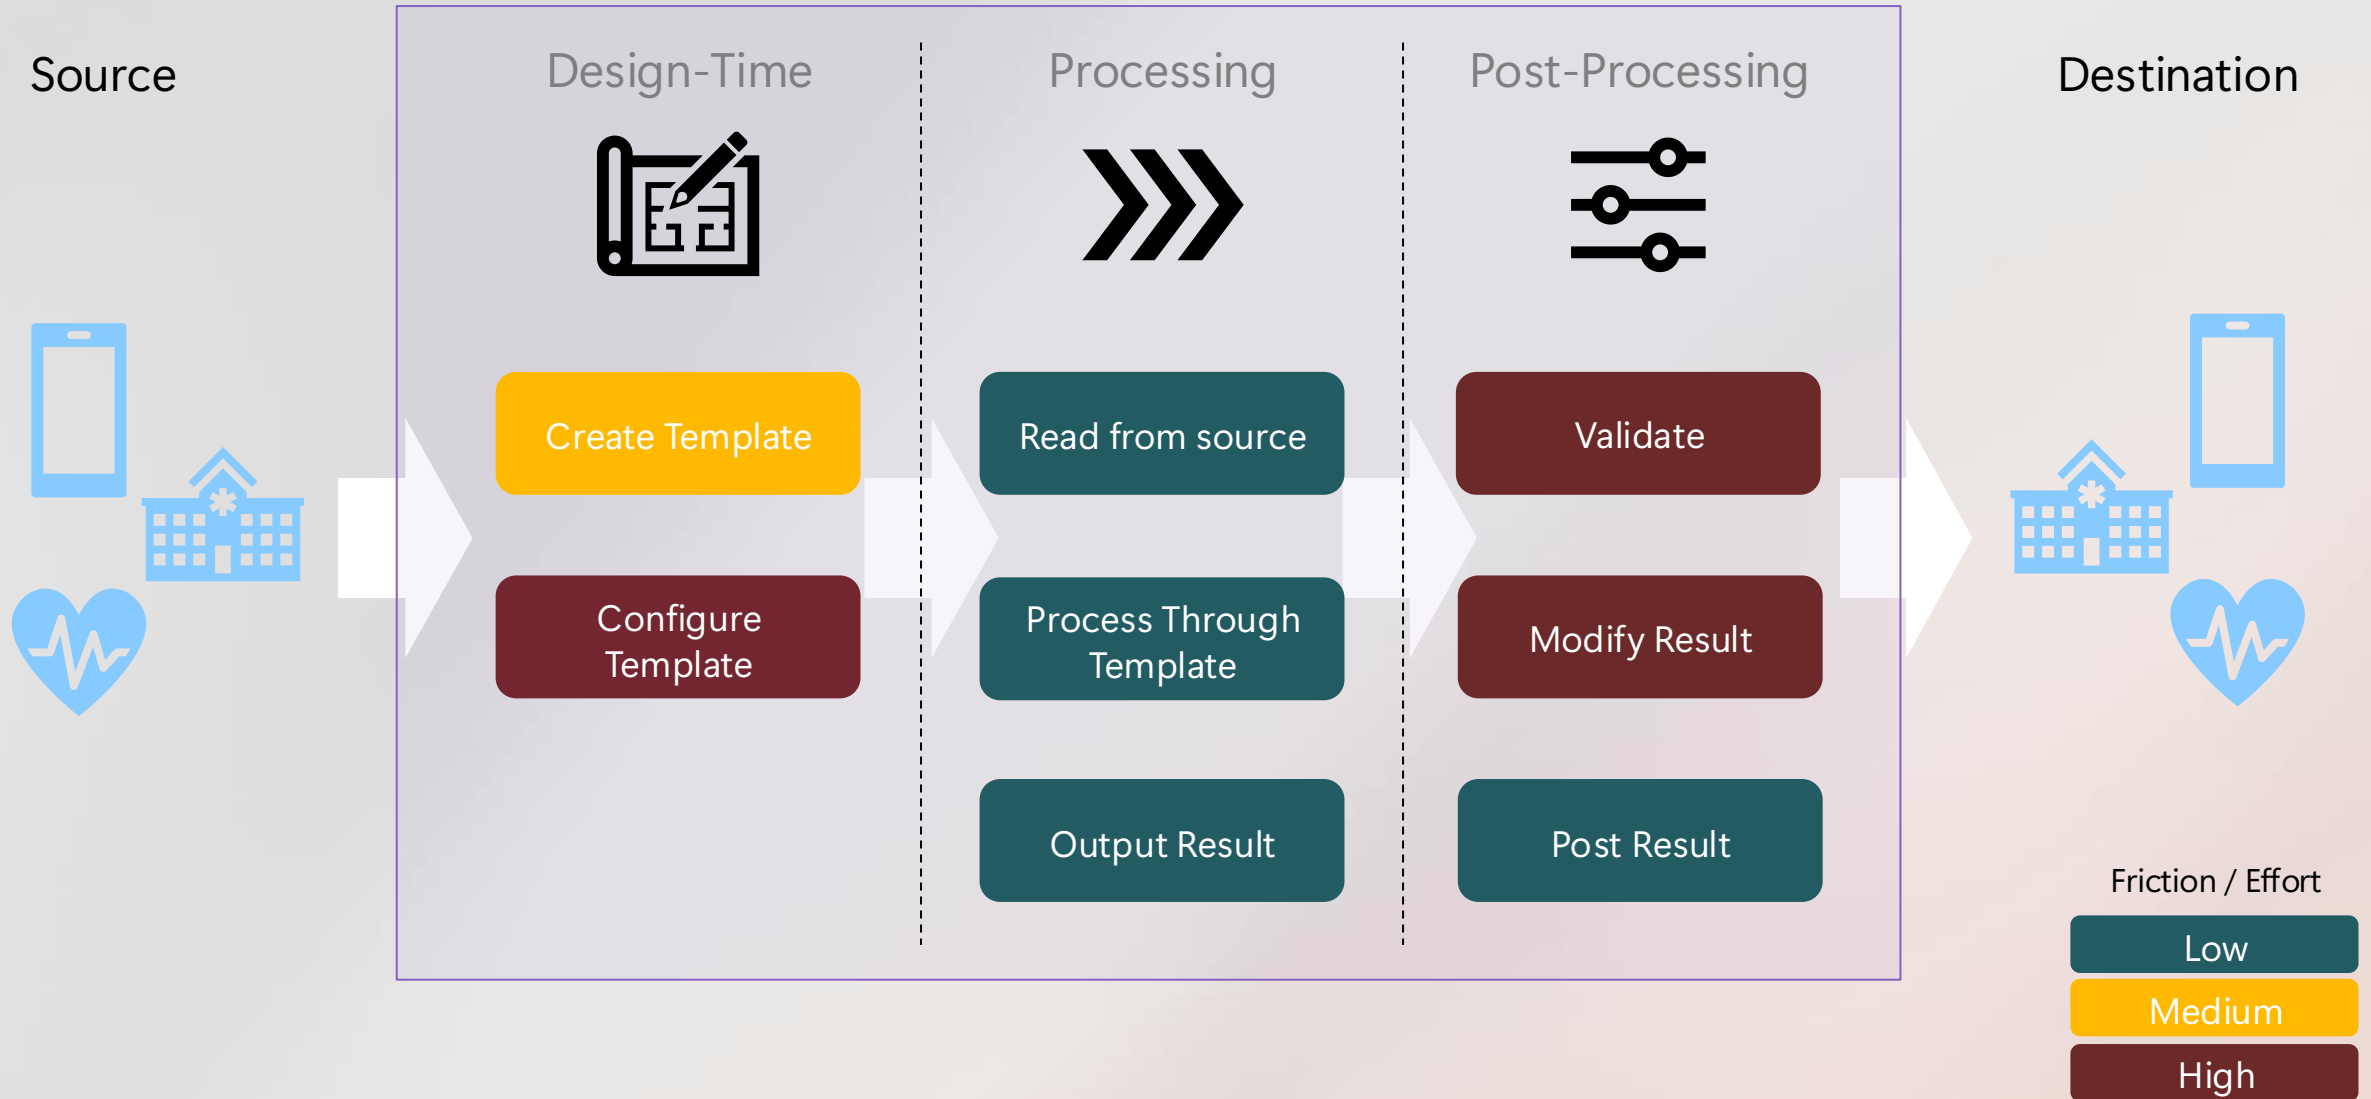 Source
Design-Time
Processing
Post-Processing
Destination
Create Template
Configure
Template
Read from source
Process Through
Template
Output Result
Validate
Modify Result
Post Result
Friction / Effort
Low
Medium
High